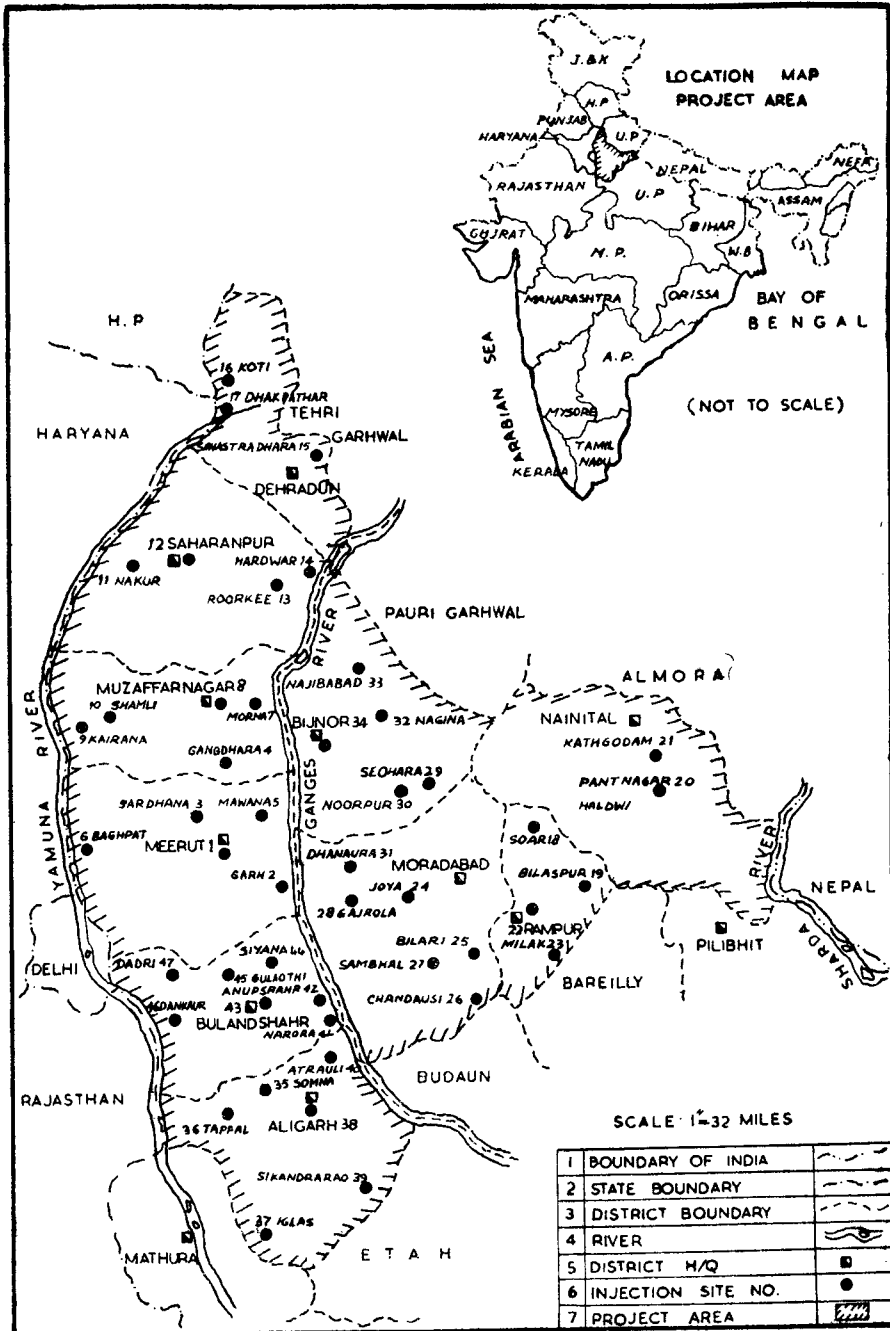 LOCATION MAP
PROJECT AREA
J.&K
H.P
PUNJAB
HARYANA
U.P
NEPAL
NEFA
RAJASTHAN
U.P
ASSAM
BIHAR
GUJRAT
M.P.
W.B
MAHARASHTRA
ORISSA
BAY OF
BENGAL
A.P.
ARABIAN SEA
MYSORE
(NOT TO SCALE)
TAMIL
NADU
KERALA
H.P
16 KOTI
17 DHAKPATHAR
TEHRI
GARHWAL
HARYANA
SAHASTRADHARA 15
DEHRADUN
12 SAHARANPUR
HARDWAR 14
11 NAKUR
ROORKEE 13
PAURI GARHWAL
RIVER
NAJIBABAD 33
ALMORA
MUZAFFARNAGAR 8
10 SHAMLI
MORNA 7
BIJNOR 34
32 NAGINA
NAINITAL
9 KAIRANA
GANGDHARA 4
KATHGODAM 21
YAMUNA RIVER
GANGES
SEOHARA 29
NOORPUR 30
PANTNAGAR 20
HALDWI
SARDHANA 3
MAWANA 5
SOAR 18
6 BAGHPAT
MEERUT 1
DHANAURA 31
MORADABAD
BILASPUR 19
RIVER
NEPAL
GARH 2
JOYA 24
28 GAJROLA
22 RAMPUR
MILAK 23
PILIBHIT
SHARDA
BILARI 25
SAMBHAL 27
BAREILLY
DELHI
DADRI 47
SIYANA 44
45 GULAOTHI
ANUPSHAHR 42
CHANDAUSI 26
46 DANKAUR
43
BULANDSHAHR
NARORA 41
ATRAULI 40
BUDAUN
35 SOMNA
RAJASTHAN
36 TAPPAL
ALIGARH 38
SIKANDRARAO 39
37 IGLAS
MATHURA
ETAH
SCALE 1"=32 MILES
1 BOUNDARY OF INDIA
2 STATE BOUNDARY
3 DISTRICT BOUNDARY
4 RIVER
5 DISTRICT H/Q
6 INJECTION SITE NO.
7 PROJECT AREA